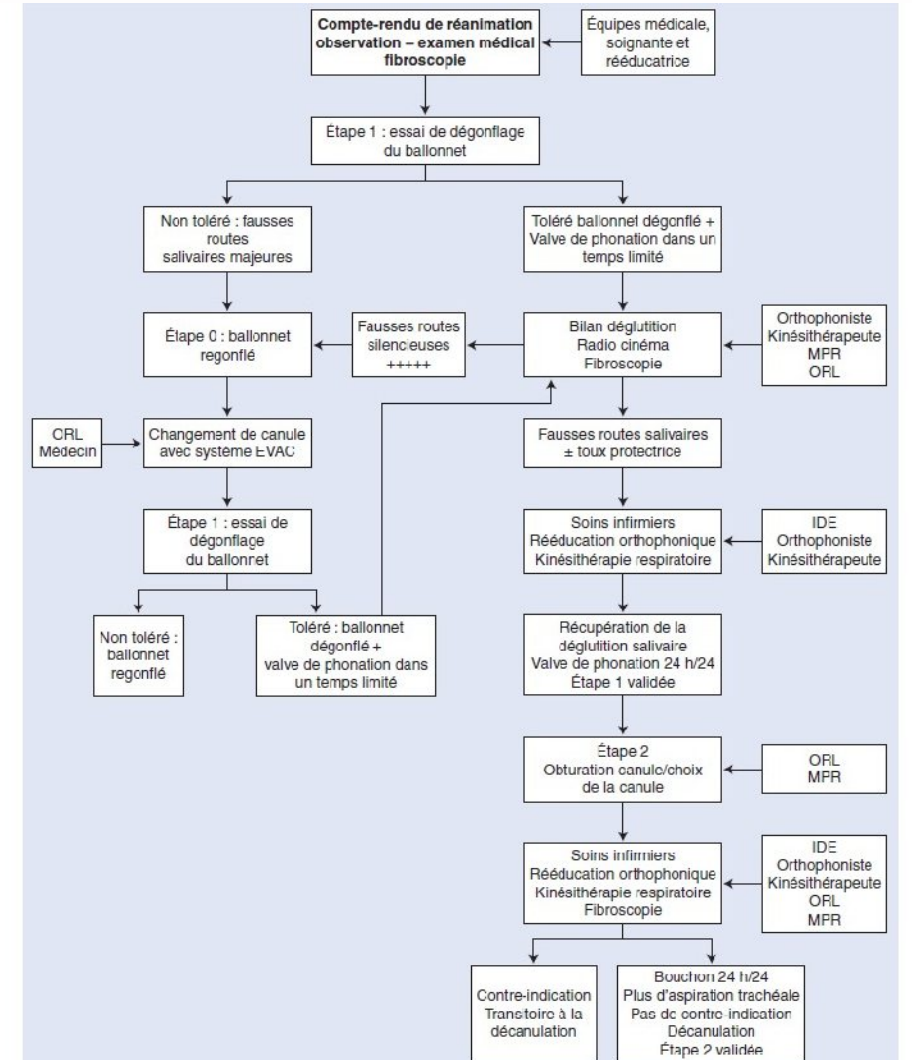 Compte-rendu de réanimation
observation – examen médical
fibroscopie
Équipes médicale,
soignante et
rééducatrice
Étape 1 : essai de dégonflage
du ballonnet
Non toléré : fausses
routes
salivaires majeures
Toléré ballonnet dégonflé +
Valve de phonation dans un
temps limité
Étape 0 : ballonnet
regonflé
Fausses routes
silencieuses
+++++
Bilan déglutition
Radio cinéma
Fibroscopie
Orthophoniste
Kinésithérapeute
MPR
ORL
ORL
Médecin
Changement de canule
avec système EVAC
Fausses routes salivaires
± toux protectrice
Étape 1 : essai de
dégonflage
du ballonnet
Soins infirmiers
Rééducation orthophonique
Kinésithérapie respiratoire
IDE
Orthophoniste
Kinésithérapeute
Non toléré :
ballonnet
regonflé
Toléré : ballonnet
dégonflé +
valve de phonation dans
un temps limité
Récupération de la
déglutition salivaire
Valve de phonation 24 h/24
Étape 1 validée
Étape 2
Obturation canule/choix
de la canule
ORL
MPR
Soins infirmiers
Rééducation orthophonique
Kinésithérapie respiratoire
Fibroscopie
IDE
Orthophoniste
Kinésithérapeute
ORL
MPR
Contre-indication
Transitoire à la
décanulation
Bouchon 24 h/24
Plus d'aspiration trachéale
Pas de contre-indication
Décanulation
Étape 2 validée